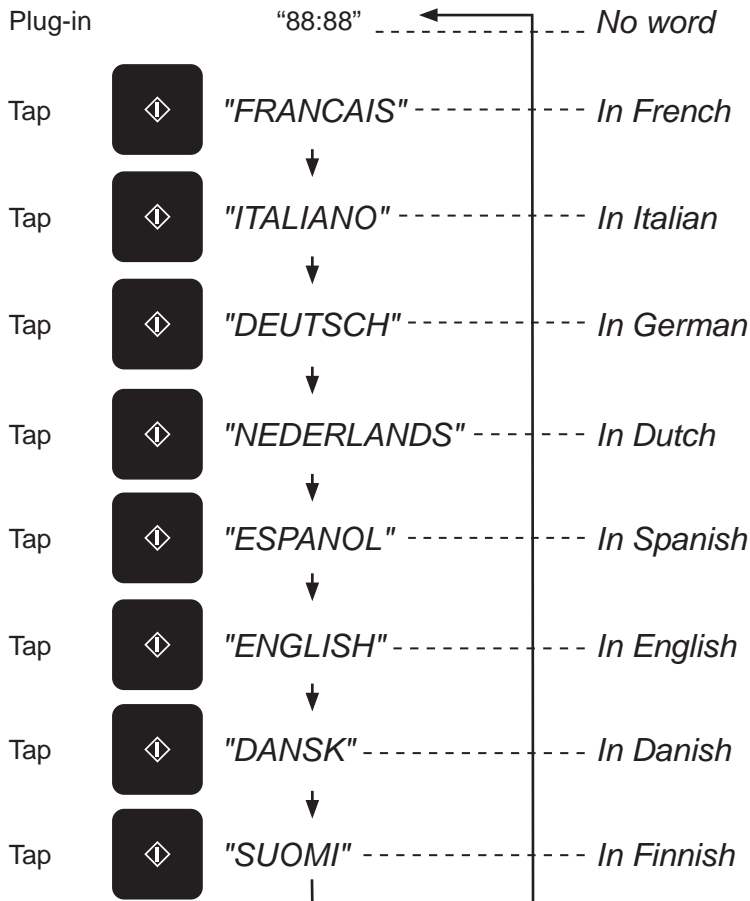 Plug-in “88:88” No word
Tap "FRANCAIS" In French
Tap "ITALIANO" In Italian
Tap "DEUTSCH" In German
Tap "NEDERLANDS" In Dutch
Tap "ESPANOL" In Spanish
Tap "ENGLISH" In English
Tap "DANSK" In Danish
Tap "SUOMI" In Finnish